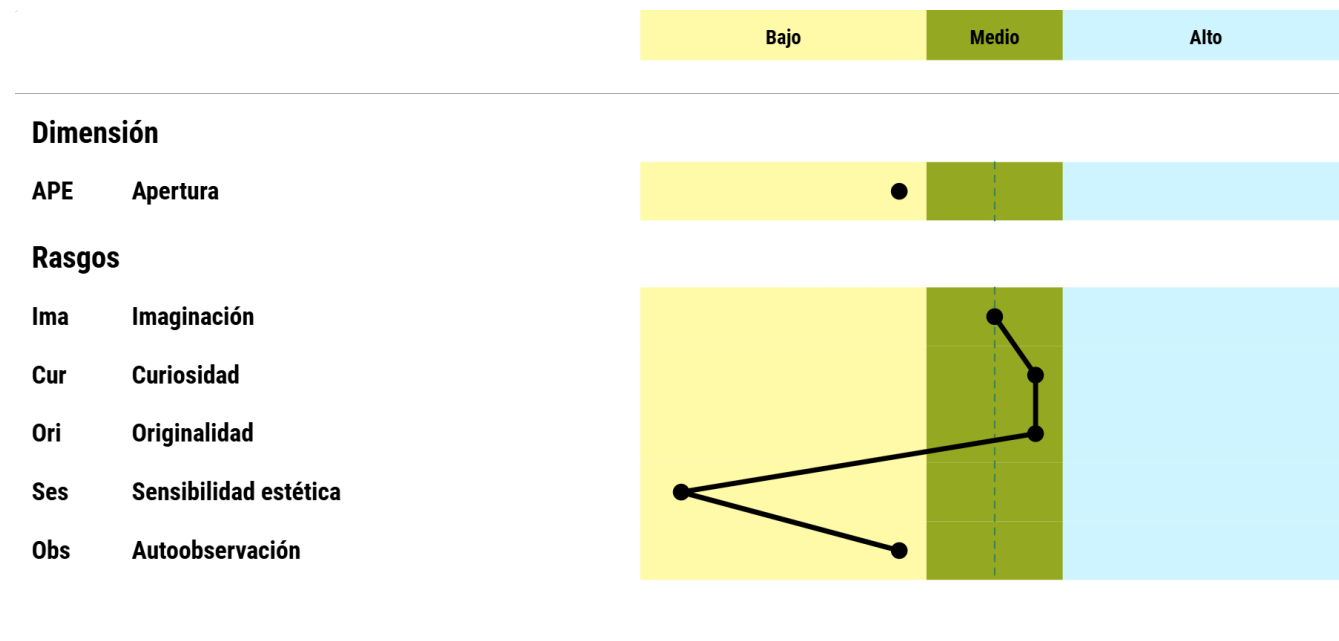 Bajo Medio Alto
Dimensión
APE Apertura
Rasgos
Ima Imaginación
Cur Curiosidad
Ori Originalidad
Ses Sensibilidad estética
Obs Autoobservación